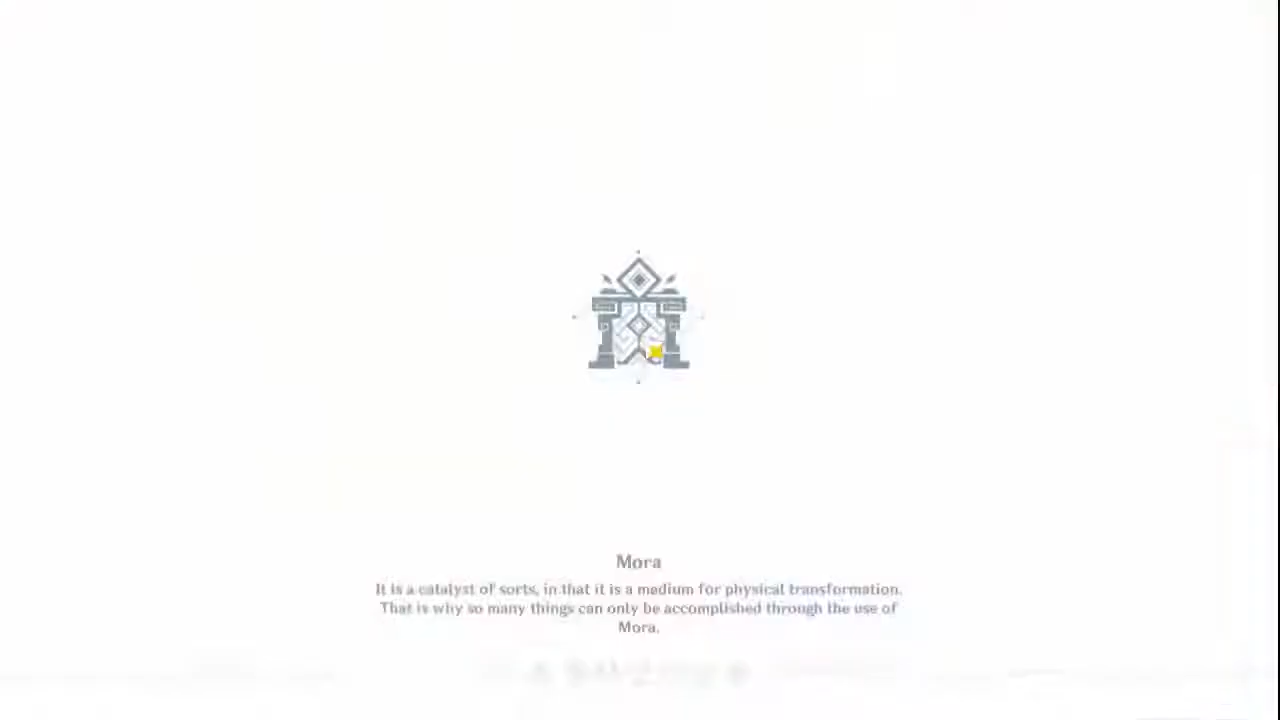 Mora
It is a catalyst of sorts, in that it is a medium for physical transformation.
That is why so many things can only be accomplished through the use of
Mora.